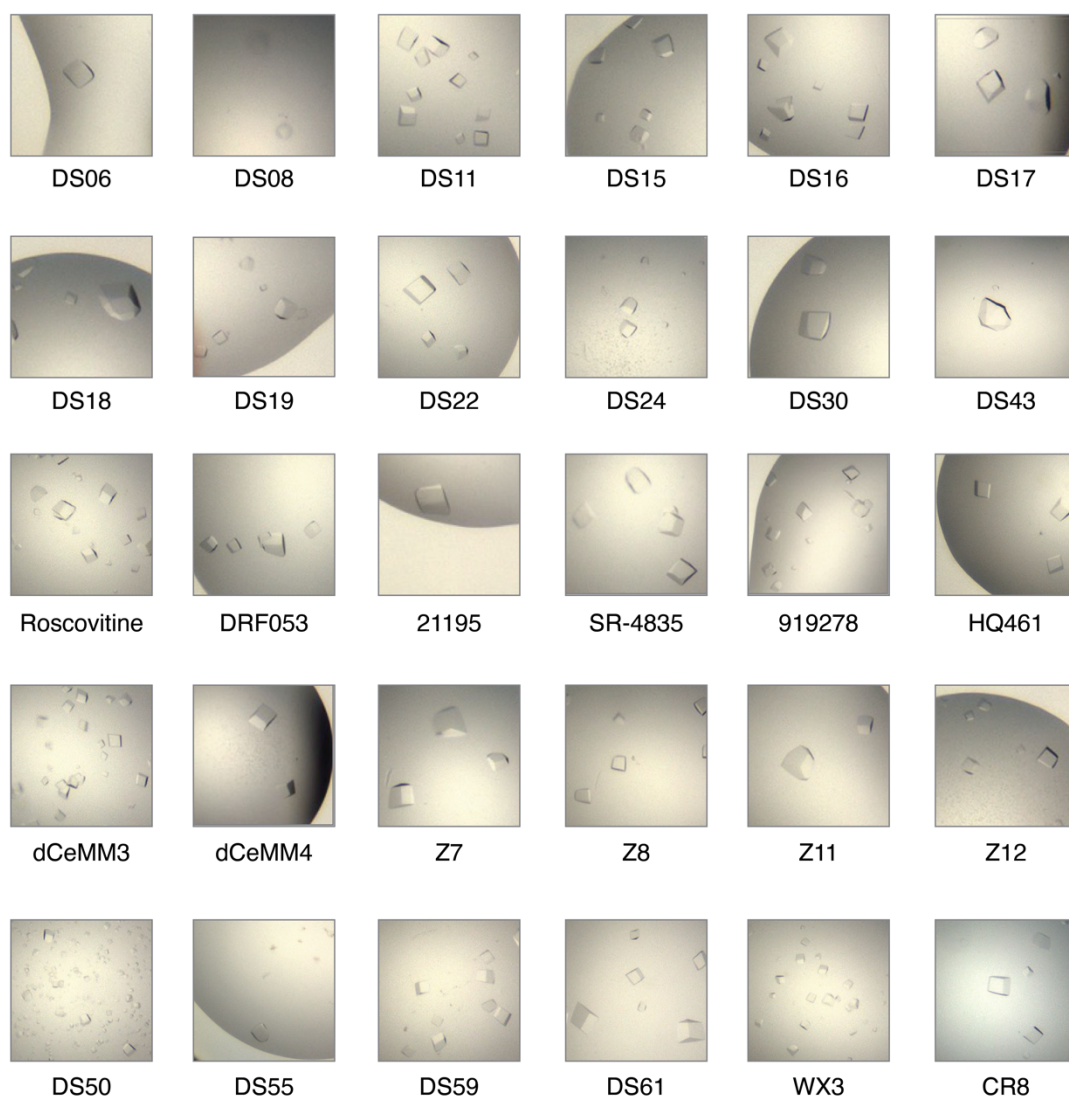 DS06 DS08 DS11 DS15 DS16 DS17
DS18 DS19 DS22 DS24 DS30 DS43
Roscovitine DRF053 21195 SR-4835 919278 HQ461
dCeMM3 dCeMM4 Z7 Z8 Z11 Z12
DS50 DS55 DS59 DS61 WX3 CR8